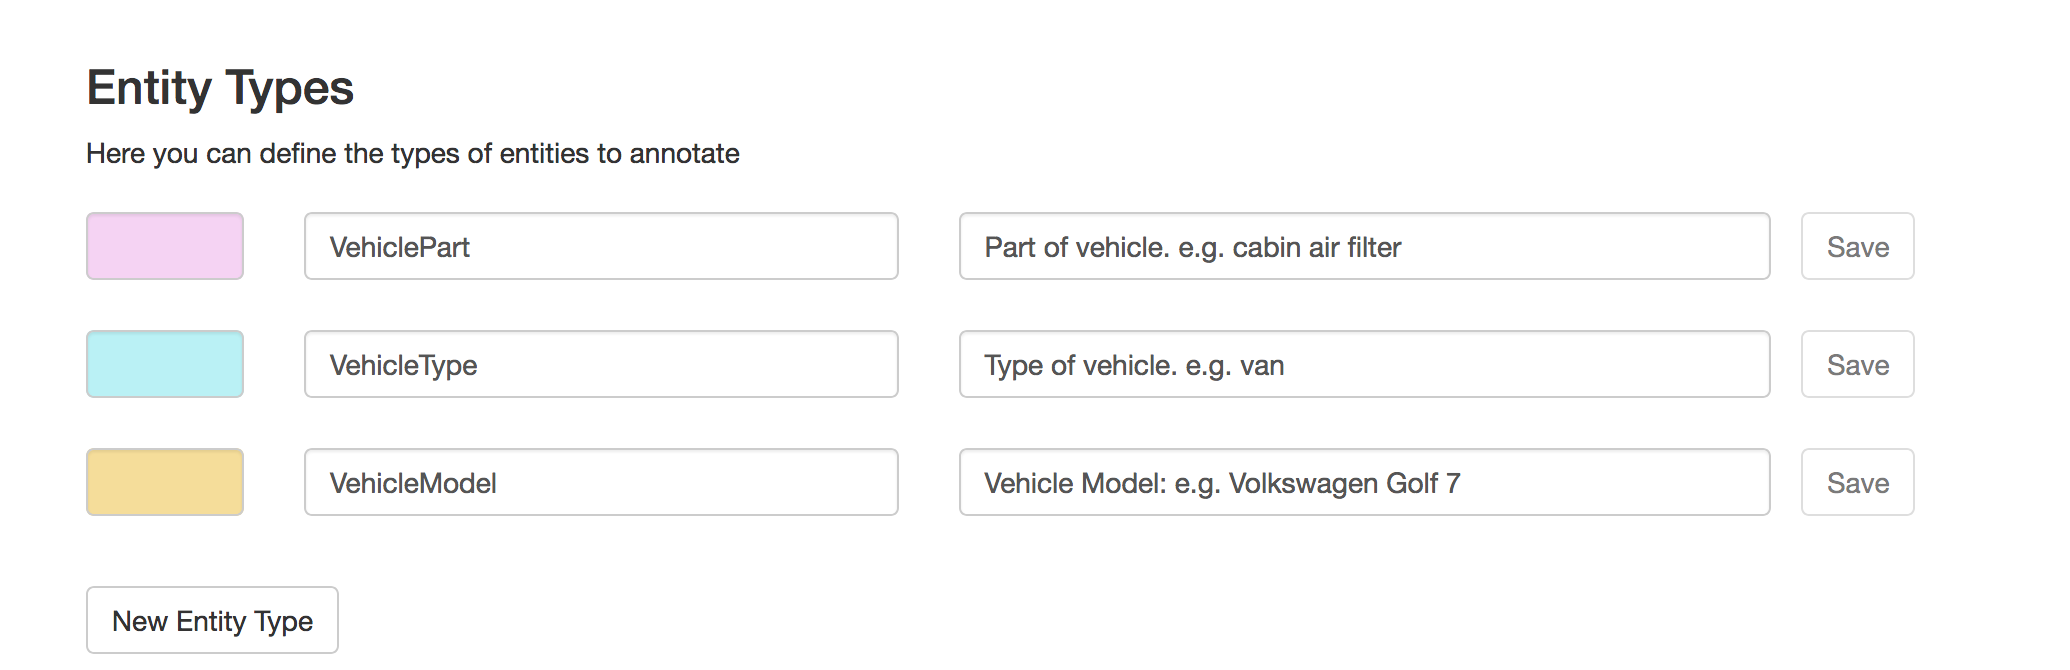 Entity Types
Here you can define the types of entities to annotate
VehiclePart Part of vehicle. e.g. cabin air filter Save
VehicleType Type of vehicle. e.g. van Save
VehicleModel Vehicle Model: e.g. Volkswagen Golf 7 Save
New Entity Type